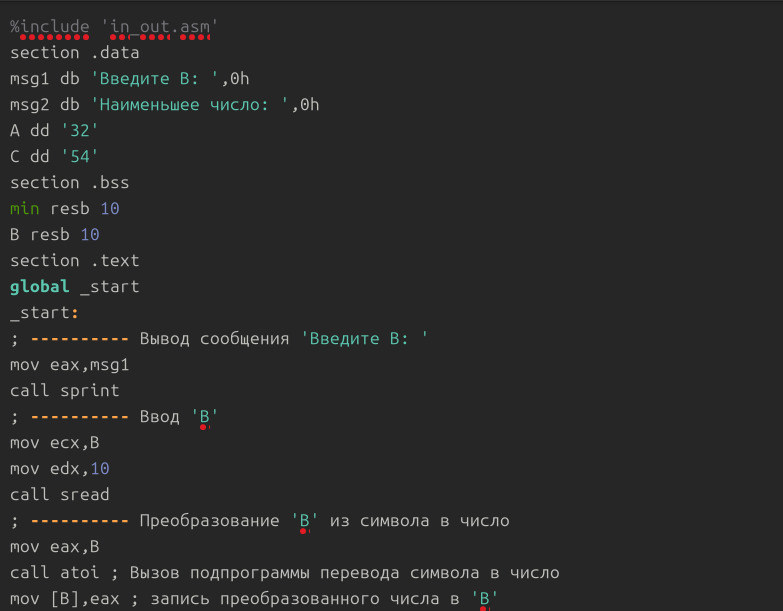 %include 'in_out.asm'
section .data
msg1 db 'Введите B: ',0h
msg2 db 'Наименьшее число: ',0h
A dd '32'
C dd '54'
section .bss
min resb 10
B resb 10
section .text
global _start
_start:
; ---------- Вывод сообщения 'Введите B: '
mov eax,msg1
call sprint
; ---------- Ввод 'B'
mov ecx,B
mov edx,10
call sread
; ---------- Преобразование 'B' из символа в число
mov eax,B
call atoi ; Вызов подпрограммы перевода символа в число
mov [B],eax ; запись преобразованного числа в 'B'